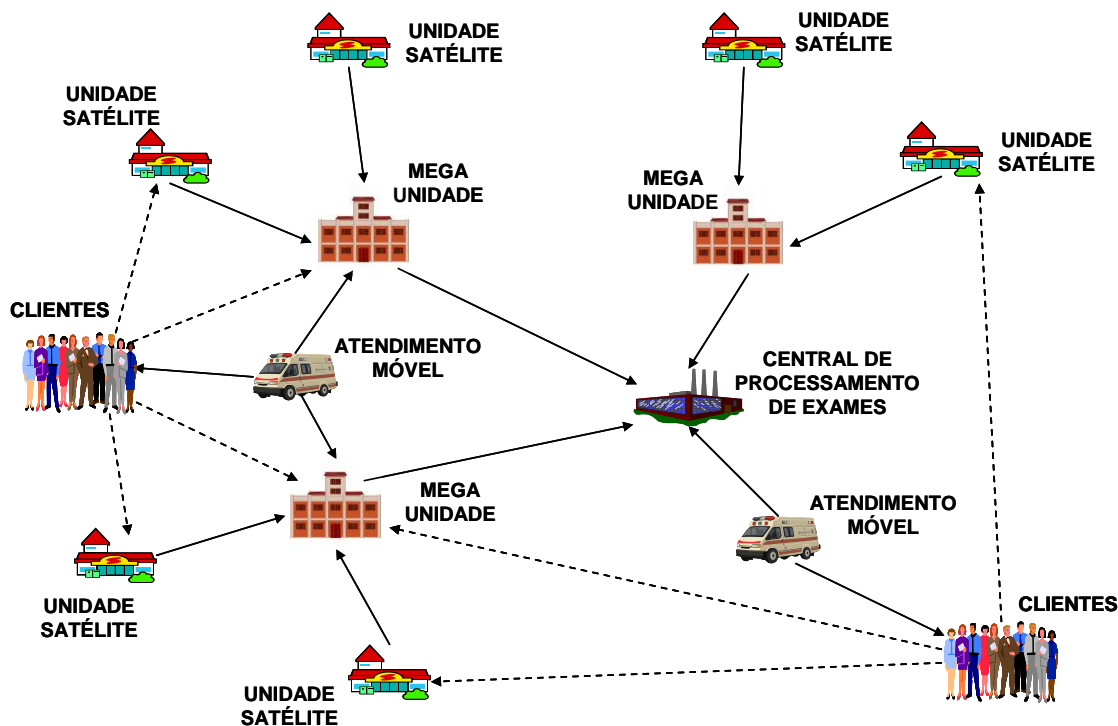 UNIDADE
SATÉLITE
UNIDADE
SATÉLITE
UNIDADE
SATÉLITE
UNIDADE
SATÉLITE
MEGA
UNIDADE
MEGA
UNIDADE
CLIENTES
ATENDIMENTO
MÓVEL
CENTRAL DE
PROCESSAMENTO
DE EXAMES
MEGA
UNIDADE
ATENDIMENTO
MÓVEL
UNIDADE
SATÉLITE
CLIENTES
UNIDADE
SATÉLITE